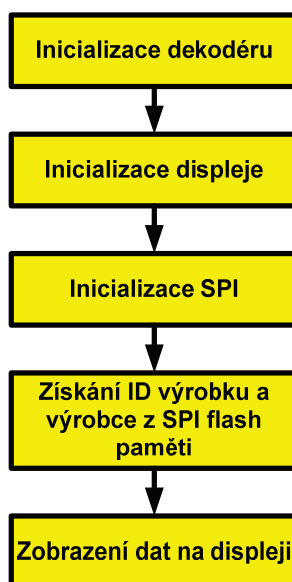 Inicializace dekodéru
Inicializace displeje
Inicializace SPI
Získání ID výrobku a
výrobce z SPI flash
paměti
Zobrazení dat na displeji